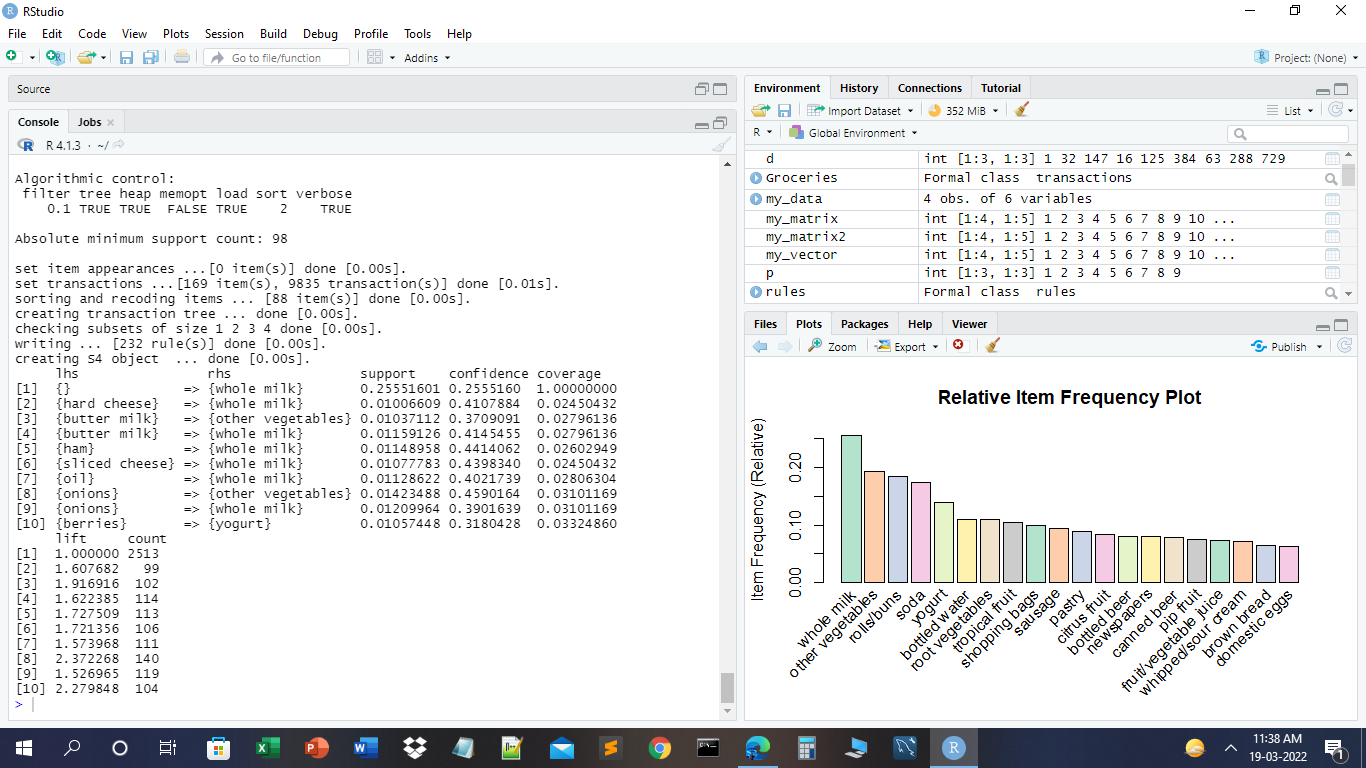 RStudio
File Edit Code View Plots Session Build Debug Profile Tools Help
Go to file/function Addins Project: (None)
Source
Console Jobs
R 4.1.3 · ~/
Algorithmic control:
filter tree heap memopt load sort verbose
0.1 TRUE TRUE FALSE TRUE 2 TRUE
Absolute minimum support count: 98
set item appearances ...[0 item(s)] done [0.00s].
set transactions ...[169 item(s), 9835 transaction(s)] done [0.01s].
sorting and recoding items ... [88 item(s)] done [0.00s].
creating transaction tree ... done [0.00s].
checking subsets of size 1 2 3 4 done [0.00s].
writing ... [232 rule(s)] done [0.00s].
creating S4 object ... done [0.00s].
lhs rhs support confidence coverage
[1] {} => {whole milk} 0.25551601 0.2555160 1.00000000
[2] {hard cheese} => {whole milk} 0.01006609 0.4107884 0.02450432
[3] {butter milk} => {other vegetables} 0.01037112 0.3709091 0.02796136
[4] {butter milk} => {whole milk} 0.01159126 0.4145455 0.02796136
[5] {ham} => {whole milk} 0.01148958 0.4414062 0.02602949
[6] {sliced cheese} => {whole milk} 0.01077783 0.4398340 0.02450432
[7] {oil} => {whole milk} 0.01128622 0.4021739 0.02806304
[8] {onions} => {other vegetables} 0.01423488 0.4590164 0.03101169
[9] {onions} => {whole milk} 0.01209964 0.3901639 0.03101169
[10] {berries} => {yogurt} 0.01057448 0.3180428 0.03324860
lift count
[1] 1.000000 2513
[2] 1.607682 99
[3] 1.916916 102
[4] 1.622385 114
[5] 1.727509 113
[6] 1.721356 106
[7] 1.573968 111
[8] 2.372268 140
[9] 1.526965 119
[10] 2.279848 104
>
Environment History Connections Tutorial
Import Dataset 352 MiB List
R Global Environment
d int [1:3, 1:3] 1 32 147 16 125 384 63 288 729
Groceries Formal class transactions
my_data 4 obs. of 6 variables
my_matrix int [1:4, 1:5] 1 2 3 4 5 6 7 8 9 10 ...
my_matrix2 int [1:4, 1:5] 1 2 3 4 5 6 7 8 9 10 ...
my_vector int [1:4, 1:5] 1 2 3 4 5 6 7 8 9 10 ...
p int [1:3, 1:3] 1 2 3 4 5 6 7 8 9
rules Formal class rules
Files Plots Packages Help Viewer
Zoom Export Publish
Relative Item Frequency Plot
Item Frequency (Relative)
0.20
0.10
0.00
whole milk
other vegetables
rolls/buns
soda
yogurt
bottled water
root vegetables
tropical fruit
shopping bags
sausage
pastry
citrus fruit
bottled beer
newspapers
canned beer
pip fruit
fruit/vegetable juice
whipped/sour cream
brown bread
domestic eggs
11:38 AM
19-03-2022
1